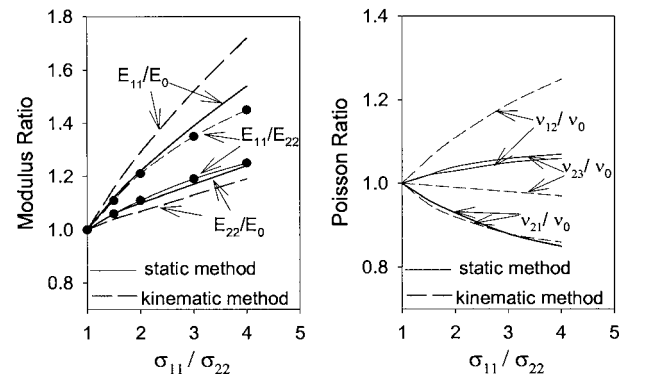 Modulus Ratio
1.8
1.6
1.4
1.2
1.0
0.8
E₁₁/E₀
E₁₁/E₂₂
E₂₂/E₀
static method
kinematic method
1 2 3 4 5
σ₁₁ / σ₂₂
Poisson Ratio
1.4
1.2
1.0
0.8
ν₁₂/ ν₀
ν₂₃/ ν₀
ν₂₁/ ν₀
static method
kinematic method
1 2 3 4 5
σ₁₁ / σ₂₂